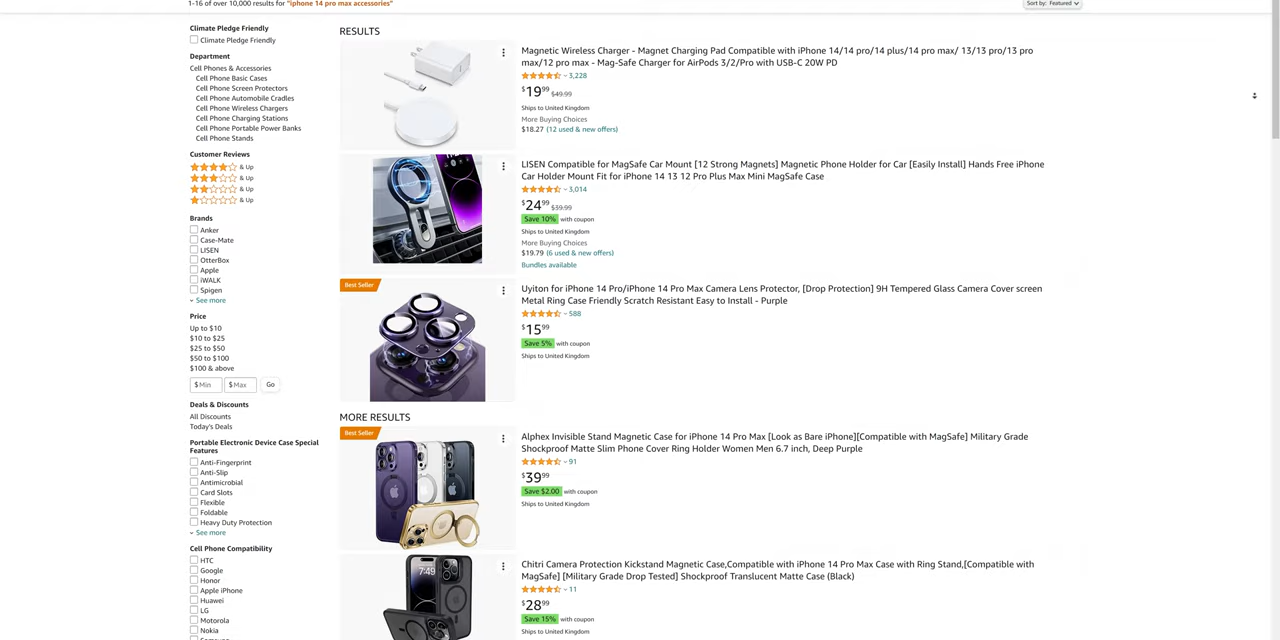 1-16 of over 10,000 results for "iphone 14 pro max accessories"
Sort by: Featured
Climate Pledge Friendly
Climate Pledge Friendly
Department
Cell Phones & Accessories
Cell Phone Basic Cases
Cell Phone Screen Protectors
Cell Phone Automobile Cradles
Cell Phone Wireless Chargers
Cell Phone Charging Stations
Cell Phone Portable Power Banks
Cell Phone Stands
Customer Reviews
& Up
& Up
& Up
& Up
Brands
Anker
Case-Mate
LISEN
OtterBox
Apple
iWALK
Spigen
See more
Price
Up to $10
$10 to $25
$25 to $50
$50 to $100
$100 & above
$ Min $ Max Go
Deals & Discounts
All Discounts
Today's Deals
Portable Electronic Device Case Special
Features
Anti-Fingerprint
Anti-Slip
Antimicrobial
Card Slots
Flexible
Foldable
Heavy Duty Protection
See more
Cell Phone Compatibility
HTC
Google
Honor
Apple iPhone
Huawei
LG
Motorola
Nokia
RESULTS
Magnetic Wireless Charger - Magnet Charging Pad Compatible with iPhone 14/14 pro/14 plus/14 pro max/ 13/13 pro/13 pro
max/12 pro max - Mag-Safe Charger for AirPods 3/2/Pro with USB-C 20W PD
3,228
$19.99 $49.99
Ships to United Kingdom
More Buying Choices
$18.27 (12 used & new offers)
LISEN Compatible for MagSafe Car Mount [12 Strong Magnets] Magnetic Phone Holder for Car [Easily Install] Hands Free iPhone
Car Holder Mount Fit for iPhone 14 13 12 Pro Plus Max Mini MagSafe Case
3,014
$24.99 $39.99
Save 10% with coupon
Ships to United Kingdom
More Buying Choices
$19.79 (6 used & new offers)
Bundles available
Best Seller
Uyiton for iPhone 14 Pro/iPhone 14 Pro Max Camera Lens Protector, [Drop Protection] 9H Tempered Glass Camera Cover screen
Metal Ring Case Friendly Scratch Resistant Easy to Install - Purple
588
$15.99
Save 5% with coupon
Ships to United Kingdom
MORE RESULTS
Best Seller
Alphex Invisible Stand Magnetic Case for iPhone 14 Pro Max [Look as Bare iPhone][Compatible with MagSafe] Military Grade
Shockproof Matte Slim Phone Cover Ring Holder Women Men 6.7 inch, Deep Purple
91
$39.99
Save $2.00 with coupon
Ships to United Kingdom
7:49
Chitri Camera Protection Kickstand Magnetic Case,Compatible with iPhone 14 Pro Max Case with Ring Stand,[Compatible with
MagSafe] [Military Grade Drop Tested] Shockproof Translucent Matte Case (Black)
11
$28.99
Save 15% with coupon
Ships to United Kingdom